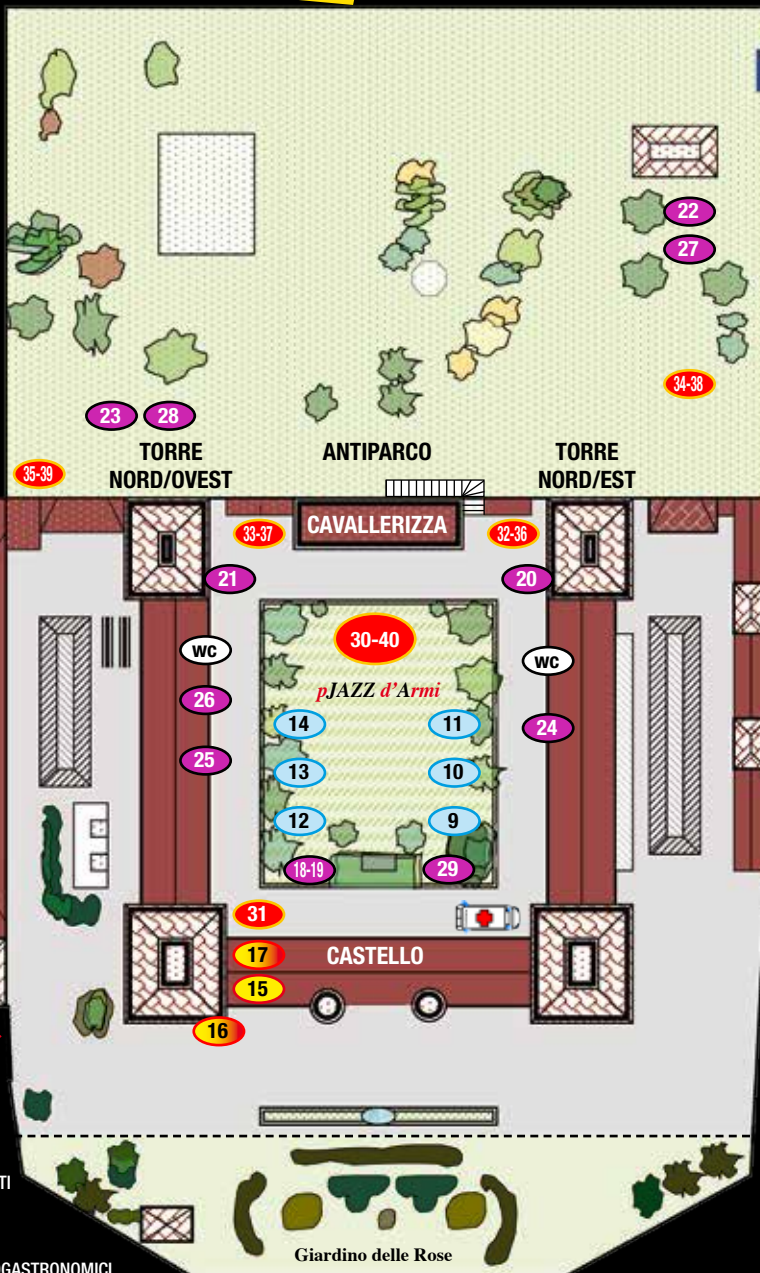 22
27
34-38
23 28
TORRE
NORD/OVEST
ANTIPARCO
TORRE
NORD/EST
35-39
33-37
CAVALLERIZZA
32-36
21
20
30-40
WC
WC
pJAZZ d'Armi
26
14
11
24
25
13
10
12
9
18-19
29
31
17
CASTELLO
15
16
TI
OGASTRONOMICI
Giardino delle Rose